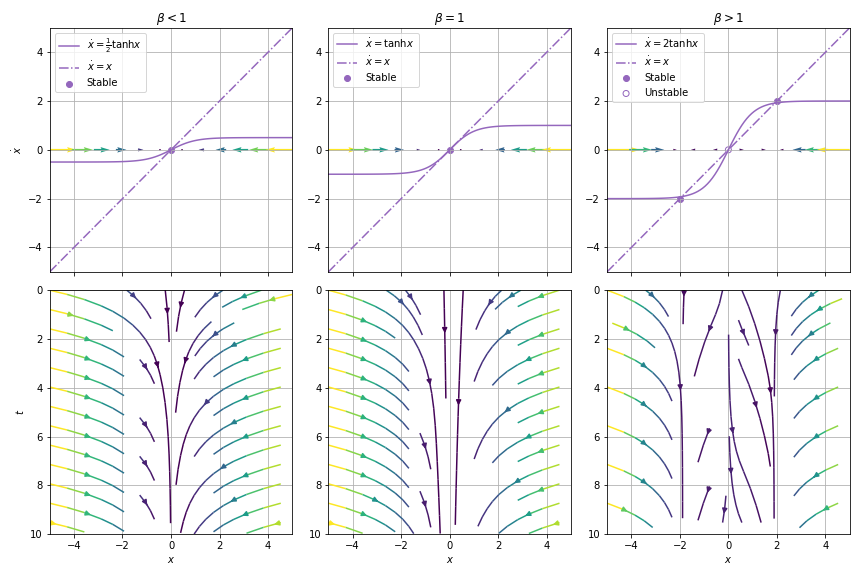 β < 1
β = 1
β > 1
ẋ = ½ tanhx
ẋ = x
Stable
ẋ = tanhx
ẋ = x
Stable
ẋ = 2tanhx
ẋ = x
Stable
Unstable
ẋ
4
2
0
−2
−4
4
2
0
−2
−4
4
2
0
−2
−4
t
0
2
4
6
8
10
0
2
4
6
8
10
0
2
4
6
8
10
−4 −2 0 2 4
−4 −2 0 2 4
−4 −2 0 2 4
x
x
x